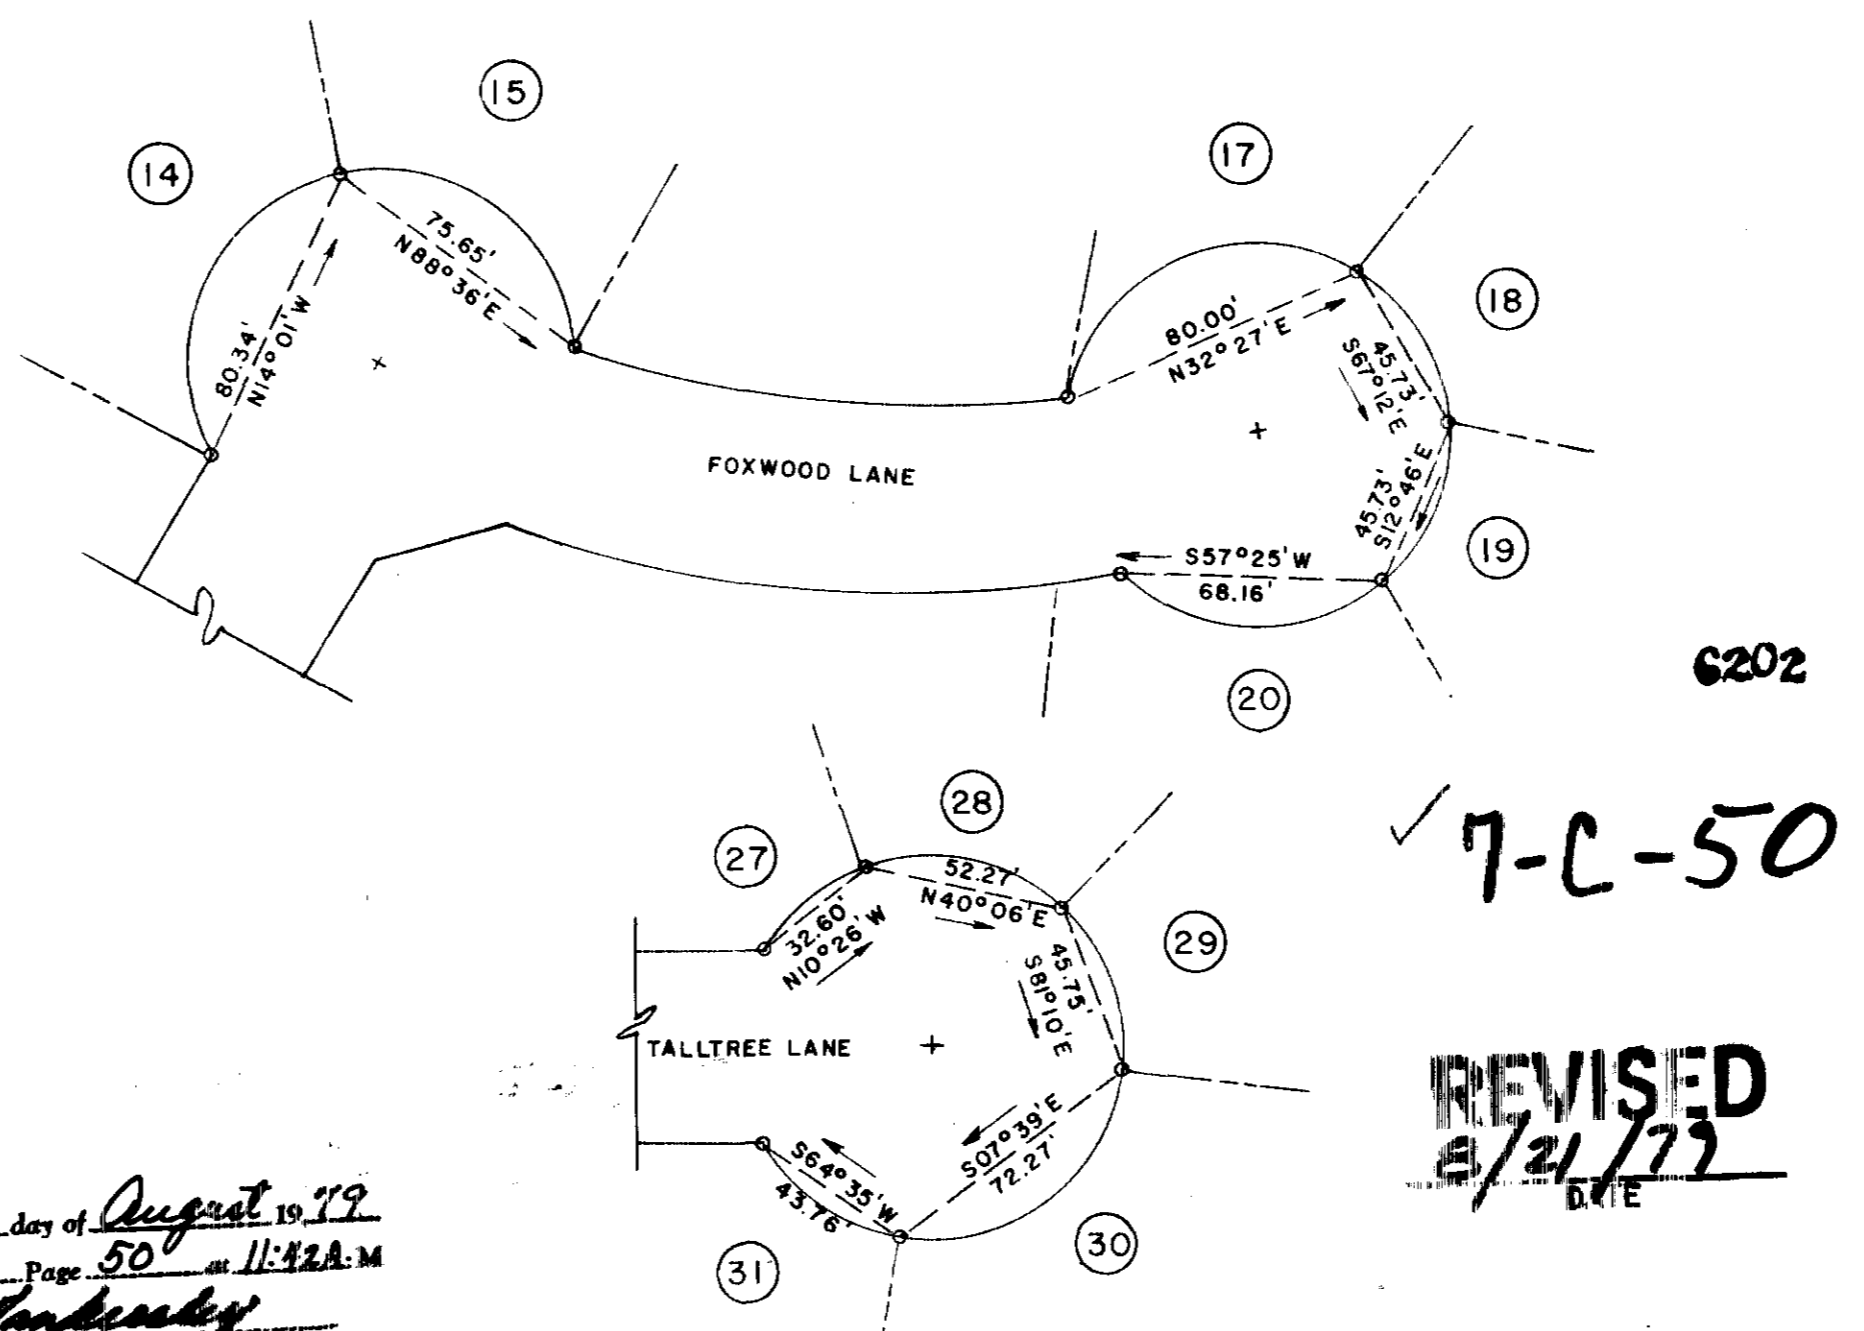 15
14
17
75.65'
N88°36'E
80.34'
N14°01'W
18
80.00'
N32°27'E
45.73'
S67°12'E
FOXWOOD LANE
45.73'
S12°46'E
19
S57°25'W
68.16'
20
6202
28
27
✓ 7-C-50
52.27'
N40°06'E
32.60'
N10°26'W
29
45.75'
S81°10'E
TALLTREE LANE
REVISED
8/21/79
DATE
S07°39'E
72.27'
S64°35'W
43.76'
30
31
day of August 1979
Page 50 at 11:42 A. M